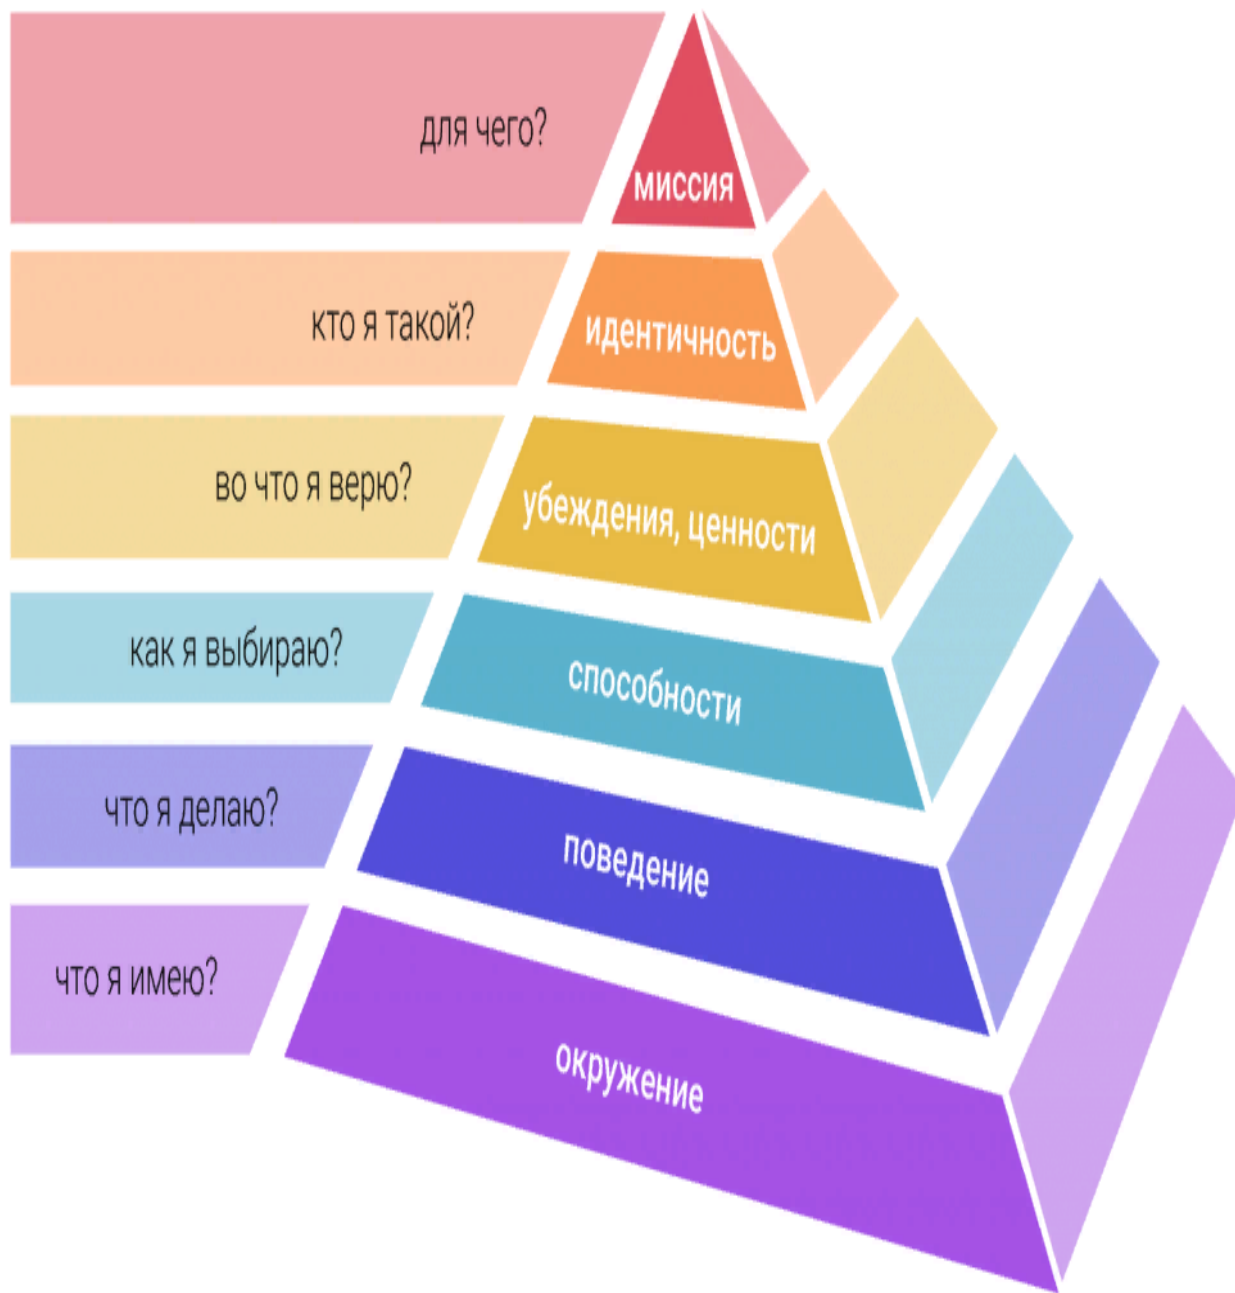 для чего?
миссия
кто я такой?
идентичность
во что я верю?
убеждения, ценности
как я выбираю?
способности
что я делаю?
поведение
что я имею?
окружение